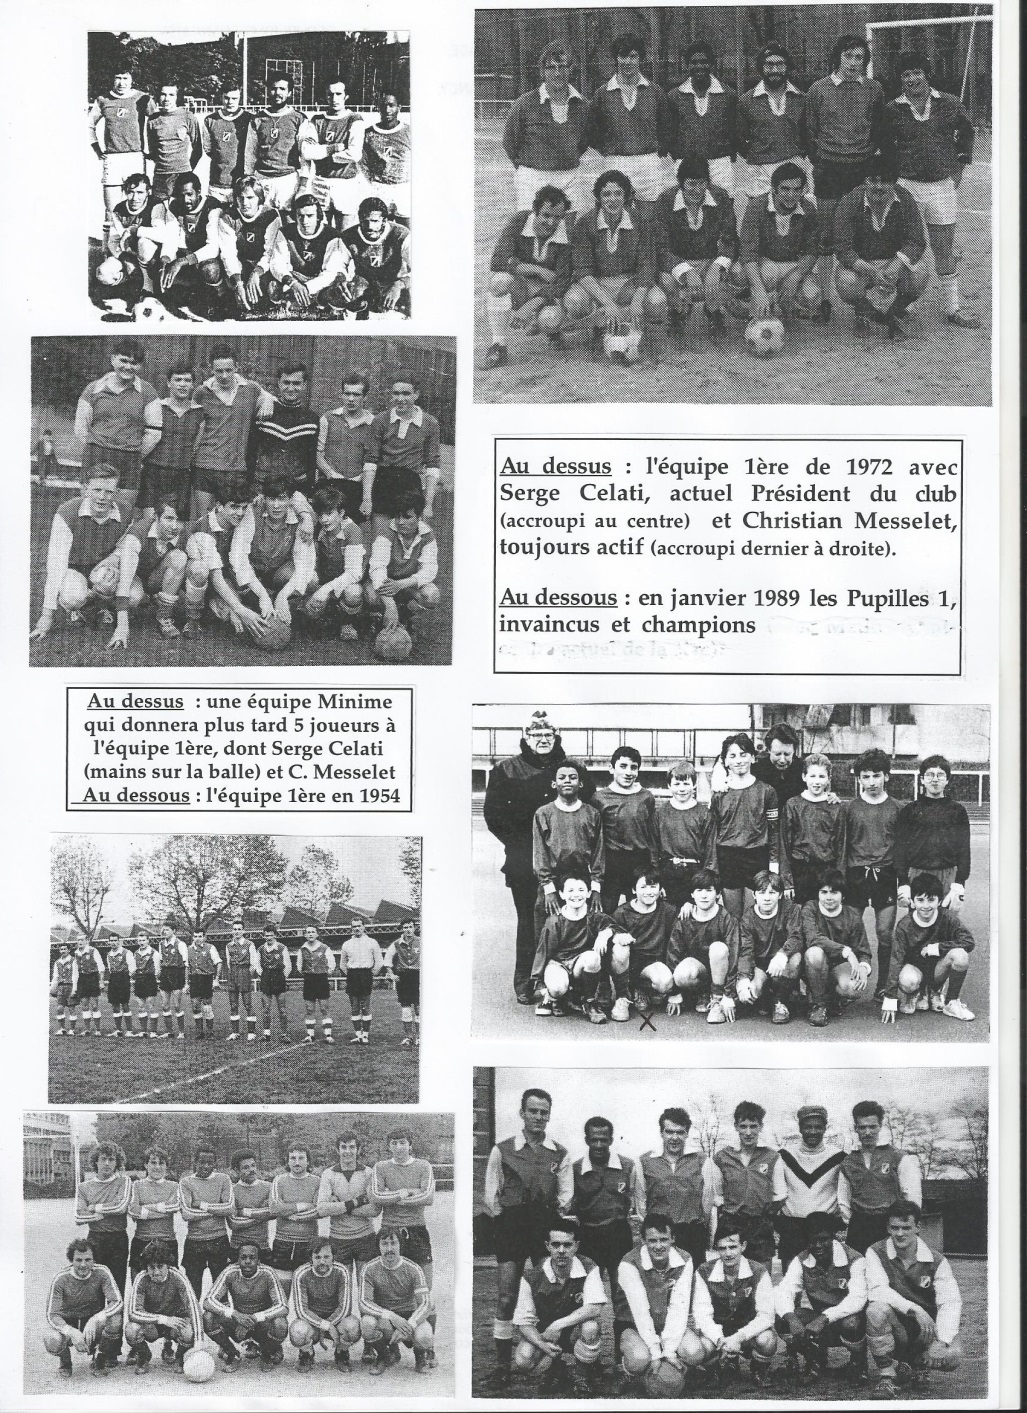 Au dessus : l'équipe 1ère de 1972 avec
Serge Celati, actuel Président du club
(accroupi au centre) et Christian Messelet,
toujours actif (accroupi dernier à droite).
Au dessous : en janvier 1989 les Pupilles 1,
invaincus et champions
Au dessus : une équipe Minime
qui donnera plus tard 5 joueurs à
l'équipe 1ère, dont Serge Celati
(mains sur la balle) et C. Messelet
Au dessous : l'équipe 1ère en 1954
X